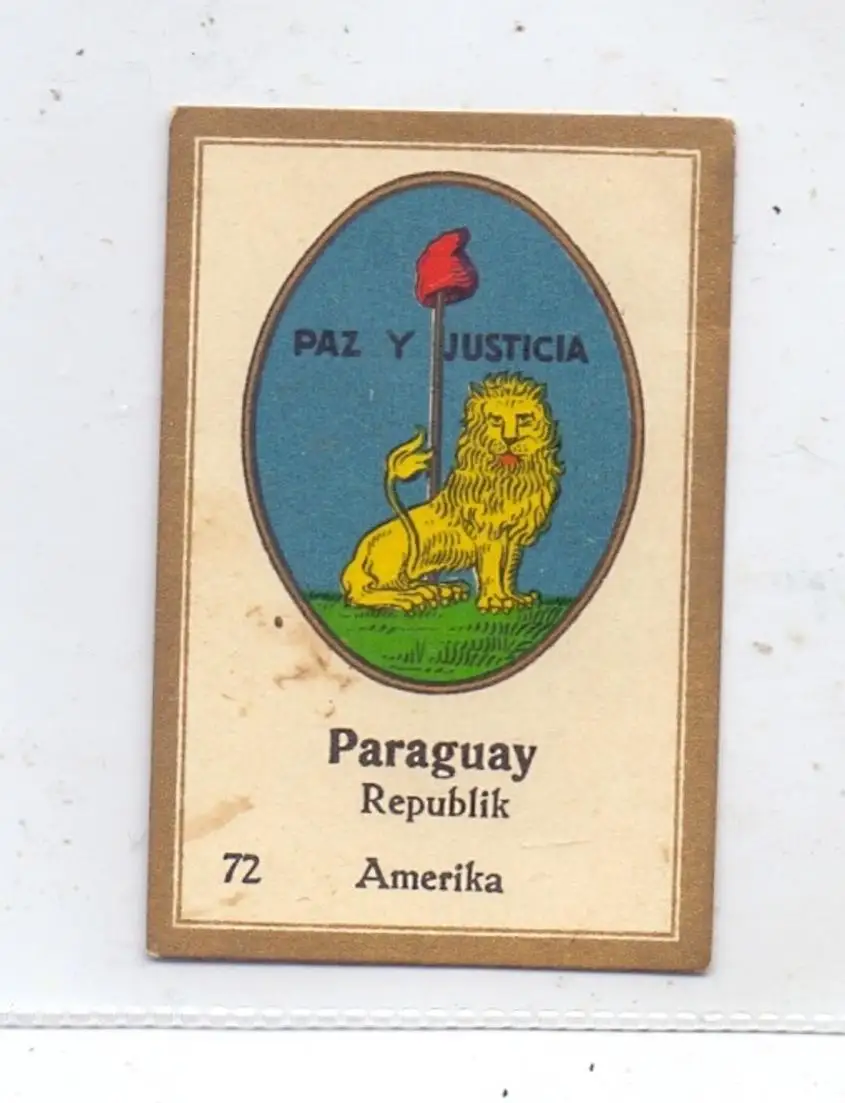 PAZ Y JUSTICIA
Paraguay
Republik
72 Amerika